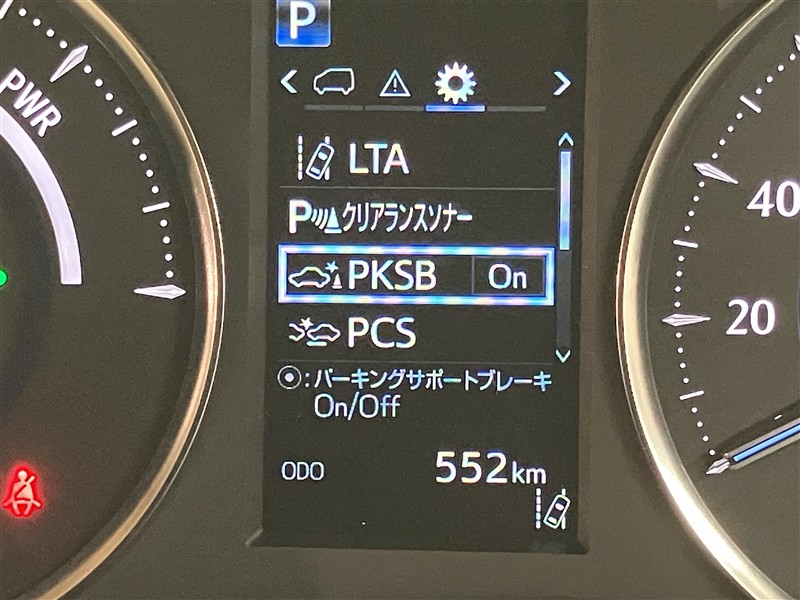 P
PWR
LTA
Pクリアランスソナー
PKSB On
PCS
:パーキングサポートブレーキ
On/Off
ODO 552km
40
20